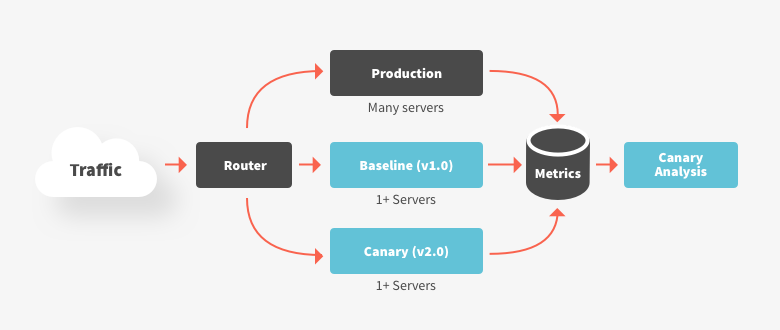 Production
Many servers
Traffic
Router
Baseline (v1.0)
1+ Servers
Metrics
Canary
Analysis
Canary (v2.0)
1+ Servers